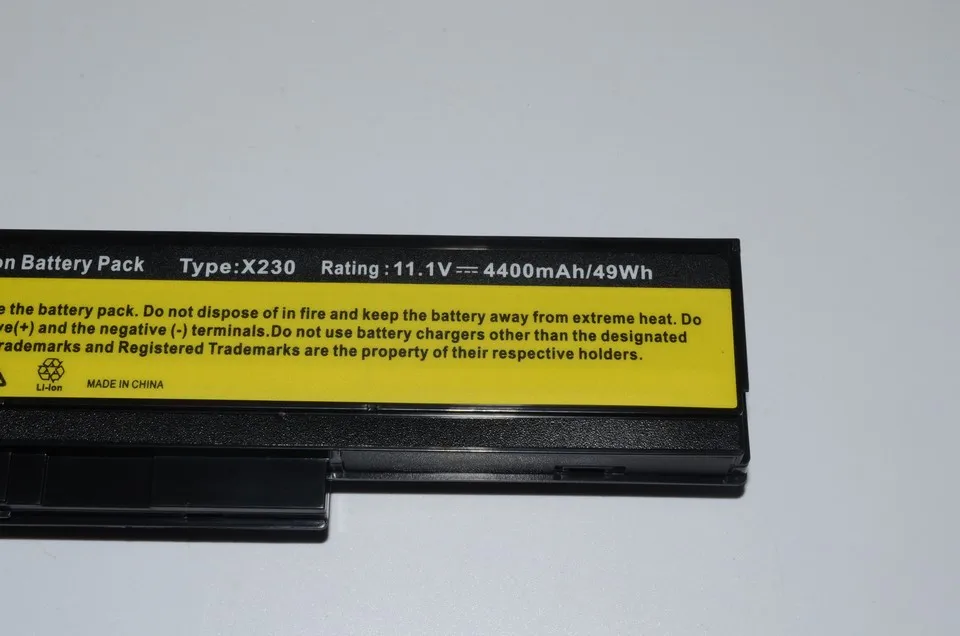 on Battery Pack Type:X230 Rating : 11.1V⎓ 4400mAh/49Wh
e the battery pack. Do not dispose of in fire and keep the battery away from extreme heat. Do
ve(+) and the negative (-) terminals.Do not use battery chargers other than the designated
rademarks and Registered Trademarks are the property of their respective holders.
Li-ion MADE IN CHINA